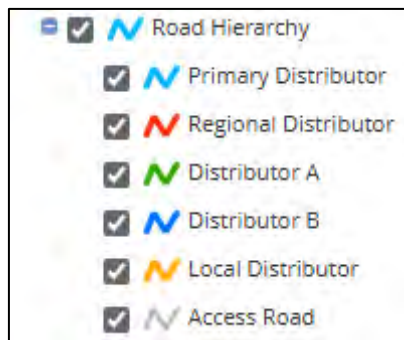 Road Hierarchy
Primary Distributor
Regional Distributor
Distributor A
Distributor B
Local Distributor
Access Road